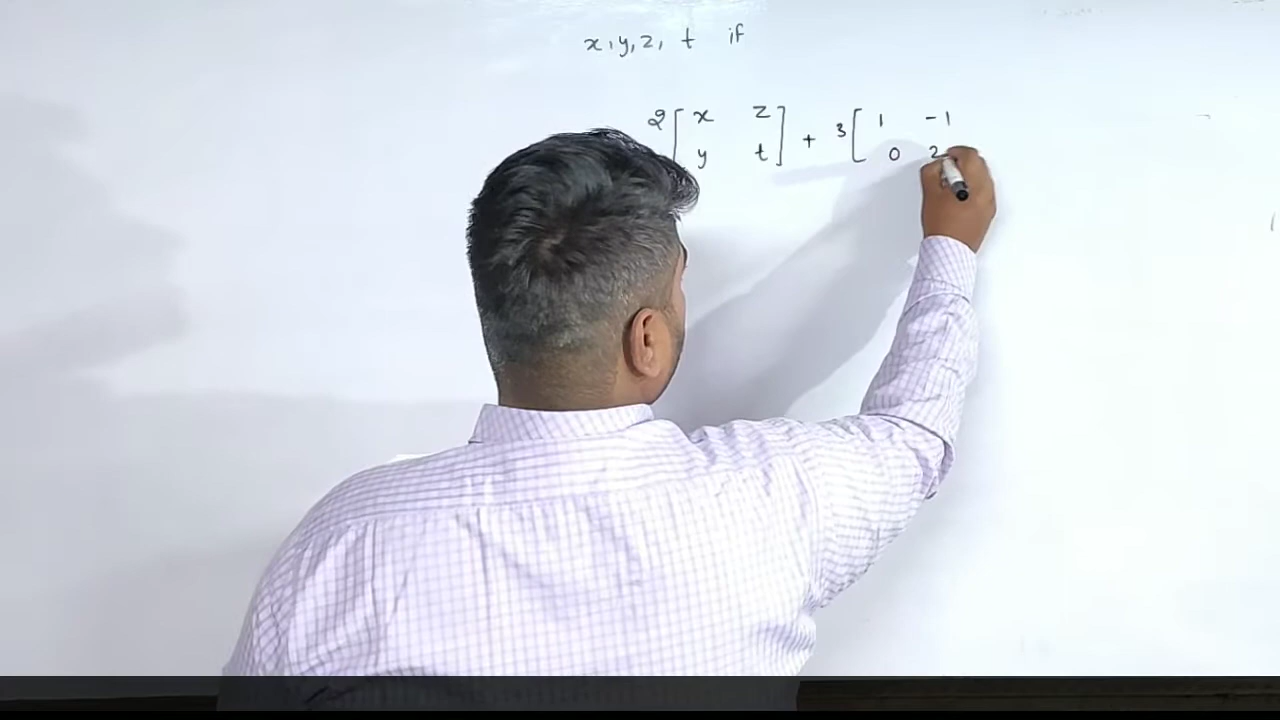 x, y, z, t if
2 [ x z ] + 3 [ 1 -1
y t 0 2